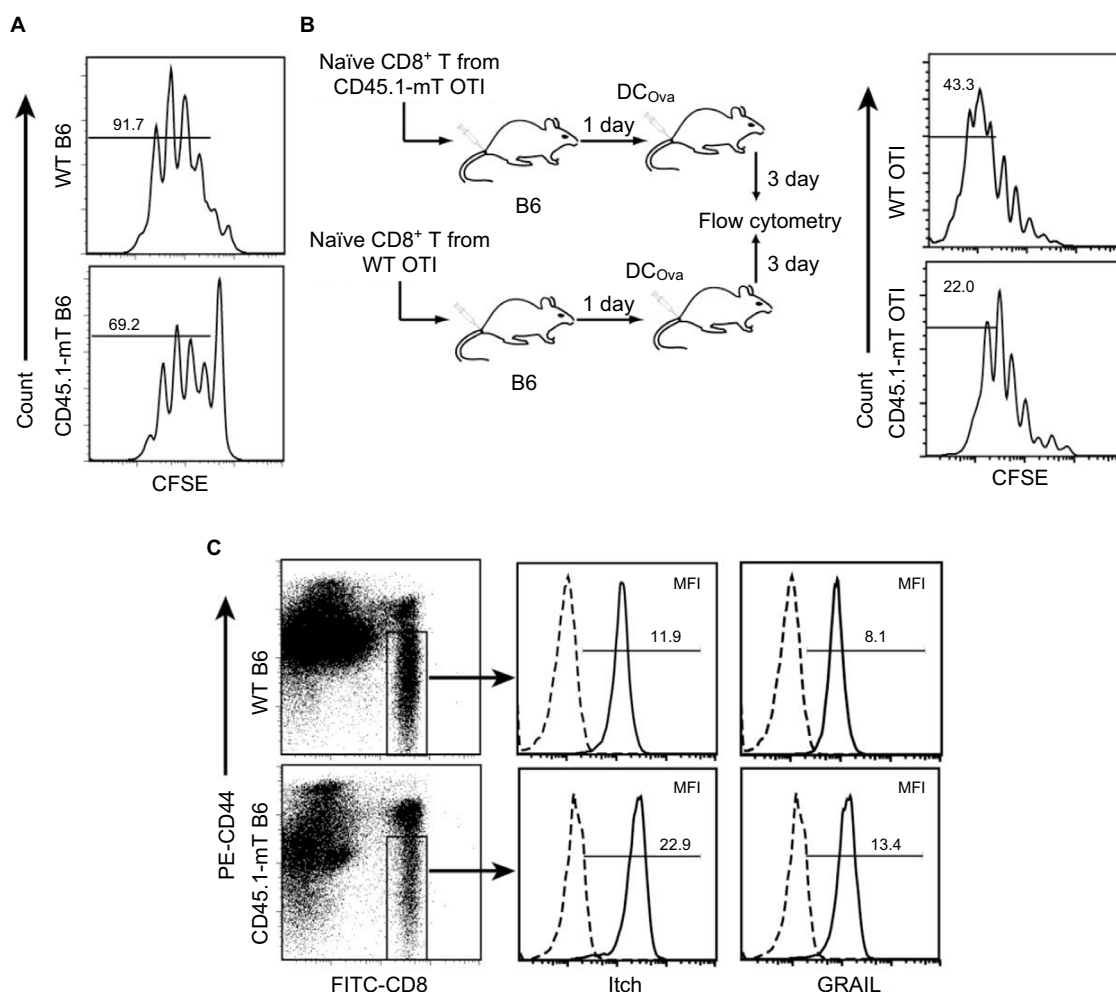 A
WT B6
91.7
CD45.1-mT B6
69.2
Count
CFSE
B
Naïve CD8⁺ T from
CD45.1-mT OTI
1 day
DCOva
B6
3 day
Flow cytometry
Naïve CD8⁺ T from
WT OTI
1 day
DCOva
3 day
B6
WT OTI
43.3
CD45.1-mT OTI
22.0
Count
CFSE
C
PE-CD44
WT B6
MFI
11.9
MFI
8.1
CD45.1-mT B6
MFI
22.9
MFI
13.4
FITC-CD8
Itch
GRAIL